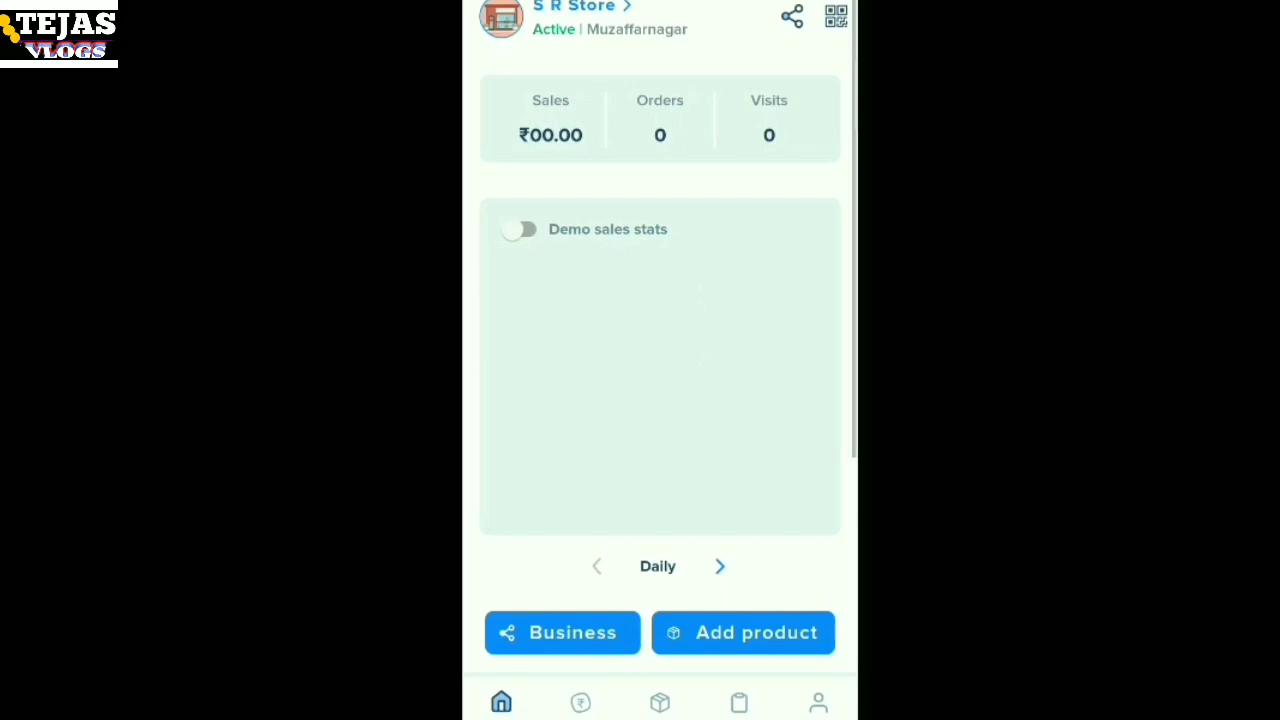 TEJAS
VLOGS
S R Store
Active | Muzaffarnagar
Sales Orders Visits
₹00.00 0 0
Demo sales stats
Daily
Business Add product